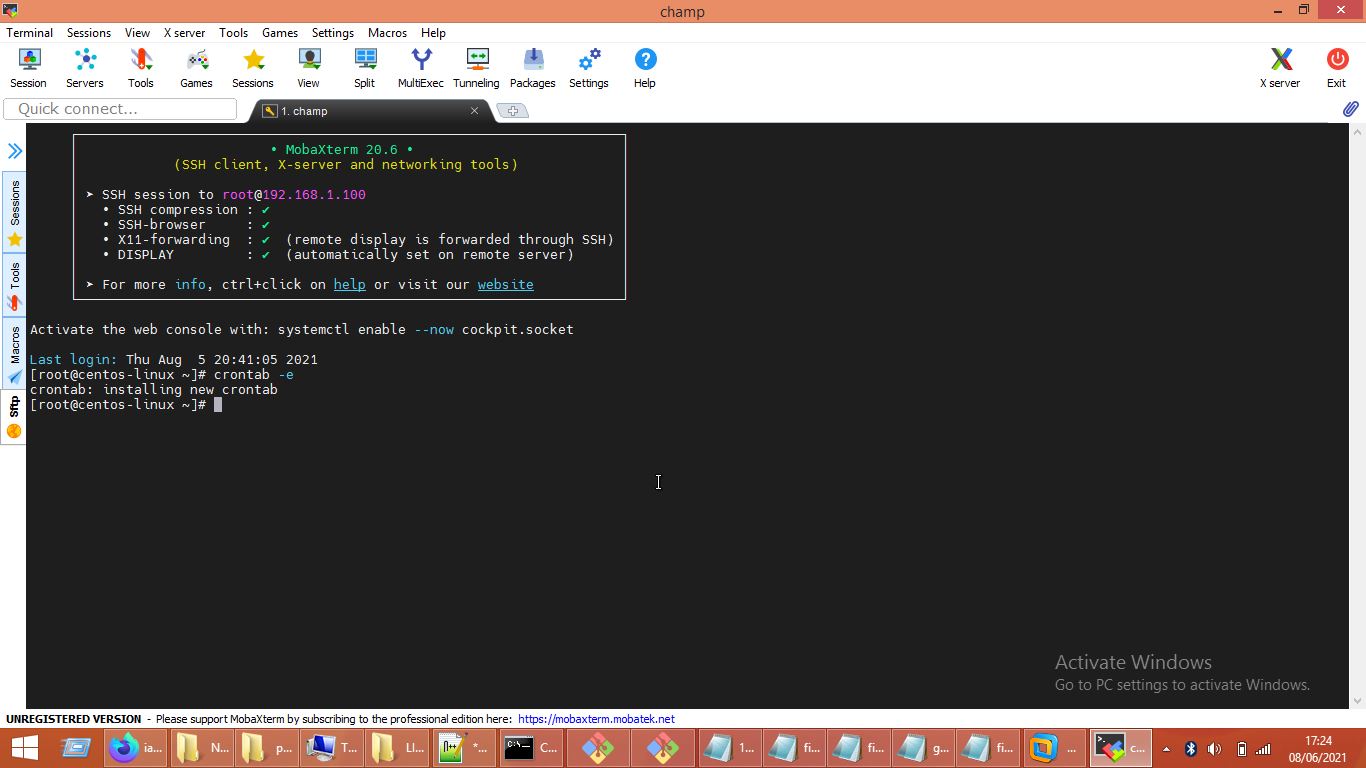 champ
Terminal Sessions View X server Tools Games Settings Macros Help
Session Servers Tools Games Sessions View Split MultiExec Tunneling Packages Settings Help X server Exit
Quick connect... 1. champ
• MobaXterm 20.6 •
(SSH client, X-server and networking tools)
➤ SSH session to root@192.168.1.100
• SSH compression : ✔
• SSH-browser : ✔
• X11-forwarding : ✔ (remote display is forwarded through SSH)
• DISPLAY : ✔ (automatically set on remote server)
➤ For more info, ctrl+click on help or visit our website
Activate the web console with: systemctl enable --now cockpit.socket
Last login: Thu Aug 5 20:41:05 2021
[root@centos-linux ~]# crontab -e
crontab: installing new crontab
[root@centos-linux ~]#
Sessions
Tools
Macros
Sftp
Activate Windows
Go to PC settings to activate Windows.
UNREGISTERED VERSION - Please support MobaXterm by subscribing to the professional edition here: https://mobaxterm.mobatek.net
ia... N... p... T... Ll... *... C... 1... fi... fi... g... fi... ... c... 17:24
08/06/2021